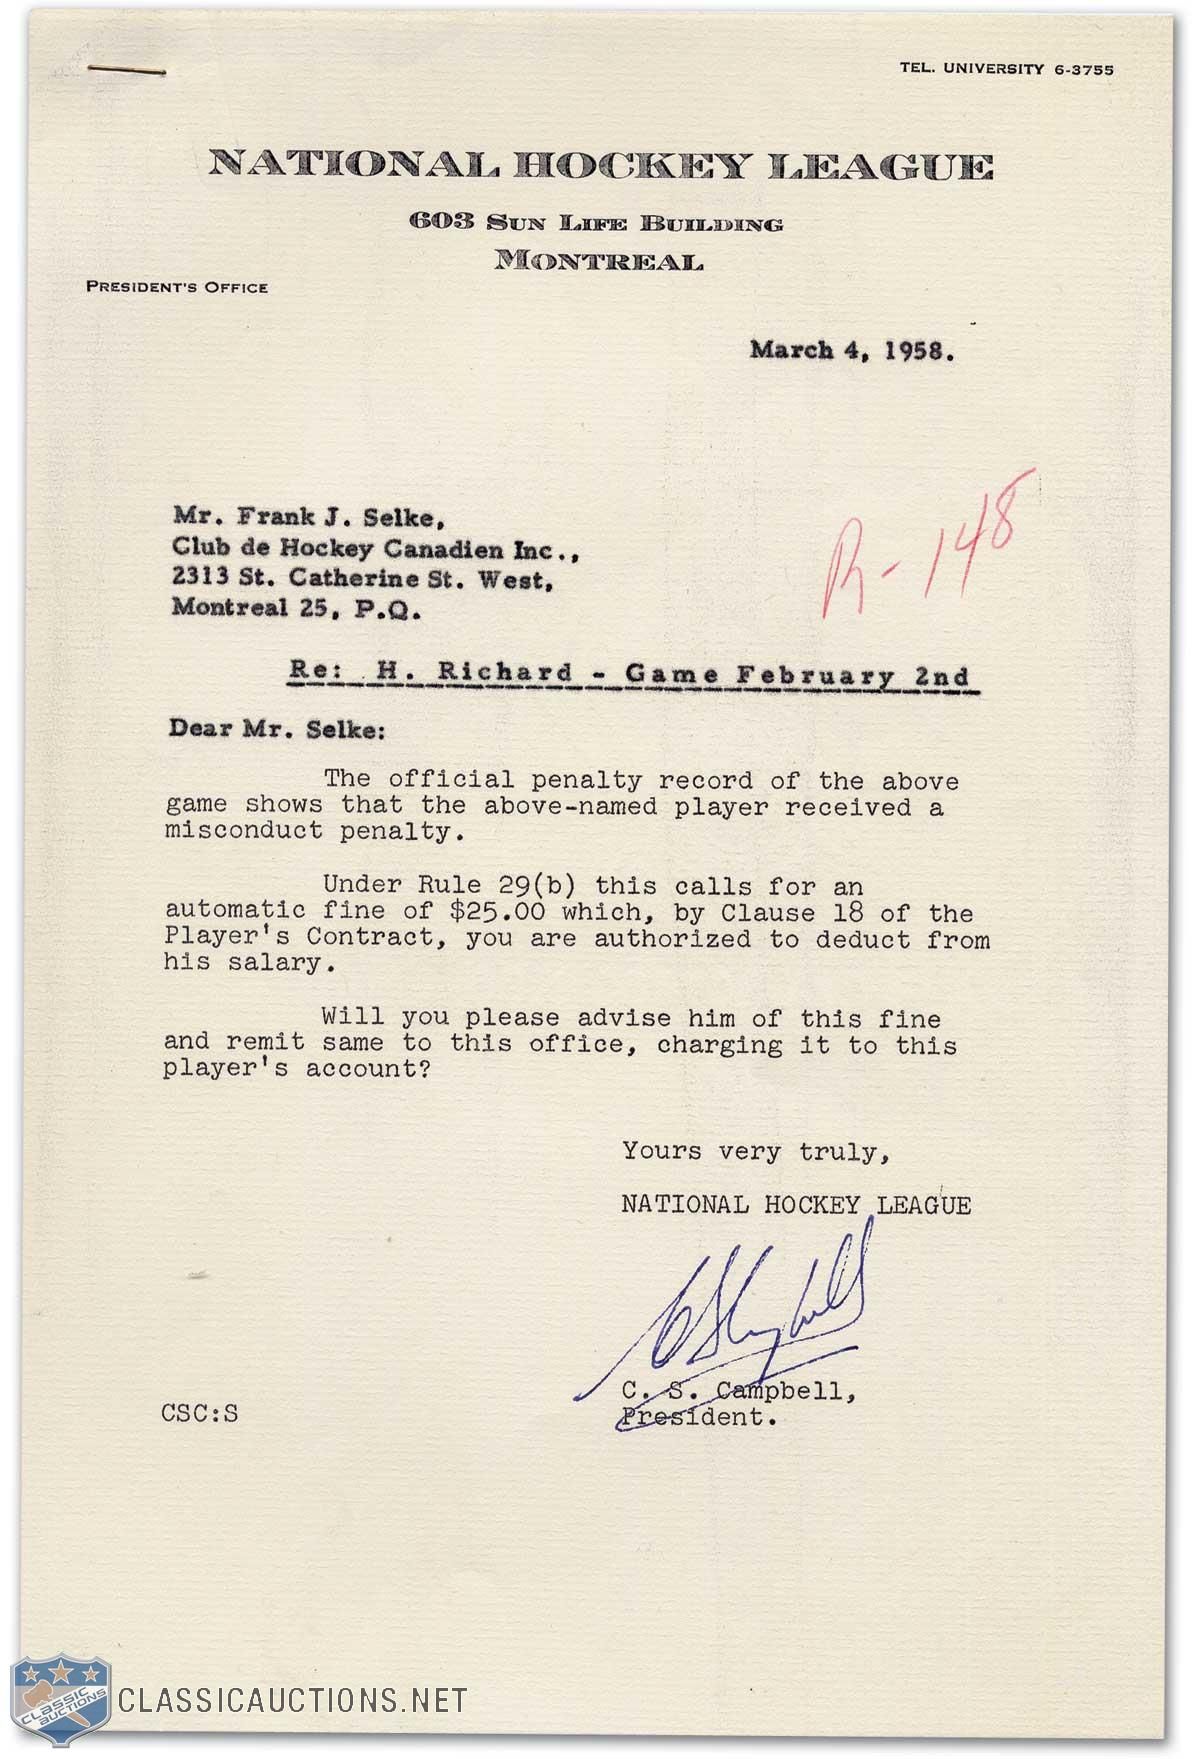 TEL. UNIVERSITY 6-3755
NATIONAL HOCKEY LEAGUE
603 SUN LIFE BUILDING
MONTREAL
PRESIDENT'S OFFICE
March 4, 1958.
R-148
Mr. Frank J. Selke,
Club de Hockey Canadien Inc.,
2313 St. Catherine St. West,
Montreal 25, P.Q.
Re: H. Richard - Game February 2nd
Dear Mr. Selke:
The official penalty record of the above
game shows that the above-named player received a
misconduct penalty.
Under Rule 29(b) this calls for an
automatic fine of $25.00 which, by Clause 18 of the
Player's Contract, you are authorized to deduct from
his salary.
Will you please advise him of this fine
and remit same to this office, charging it to this
player's account?
Yours very truly,
NATIONAL HOCKEY LEAGUE
CSCampbell
C. S. Campbell,
President.
CSC:S
CLASSIC
AUCTIONS
CLASSICAUCTIONS.NET